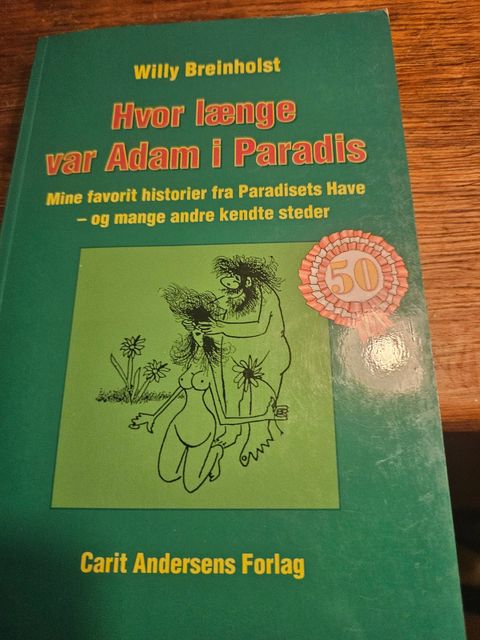 Willy Breinholst
Hvor længe
var Adam i Paradis
Mine favorit historier fra Paradisets Have
– og mange andre kendte steder
50
Carit Andersens Forlag